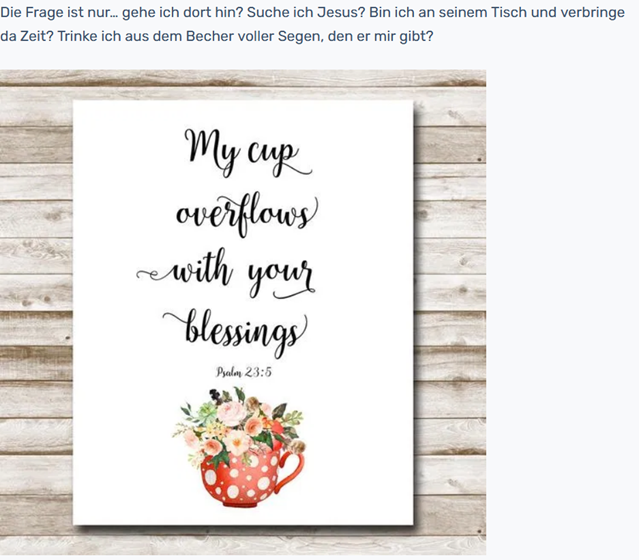 Die Frage ist nur… gehe ich dort hin? Suche ich Jesus? Bin ich an seinem Tisch und verbringe
da Zeit? Trinke ich aus dem Becher voller Segen, den er mir gibt?
My cup
overflows
with your
blessings
Psalm 23:5